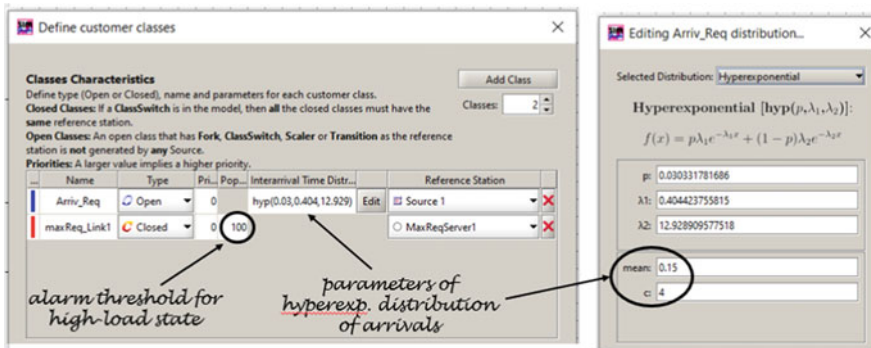 Define customer classes
Classes Characteristics
Define type (Open or Closed), name and parameters for each customer class.
Closed Classes: If a ClassSwitch is in the model, then all the closed classes must have the
same reference station.
Open Classes: An open class that has Fork, ClassSwitch, Scaler or Transition as the reference
station is not generated by any Source.
Priorities: A larger value implies a higher priority.
Add Class
Classes: 2
... Name Type Pri... Pop... Interarrival Time Distr... Reference Station
Arriv_Req Open 0 hyp(0.03,0.404,12.929) Edit Source 1
maxReq_Link1 Closed 0 100 MaxReqServer1
alarm threshold for
high-load state
parameters of
hyperexp. distribution
of arrivals
Editing Arriv_Req distribution...
Selected Distribution: Hyperexponential
Hyperexponential [hyp(p,λ1,λ2)]:
f(x) = pλ1e^{-λ1x} + (1 − p)λ2e^{-λ2x}
p: 0.030331781686
λ1: 0.404423755815
λ2: 12.928909577518
mean: 0.15
c: 4